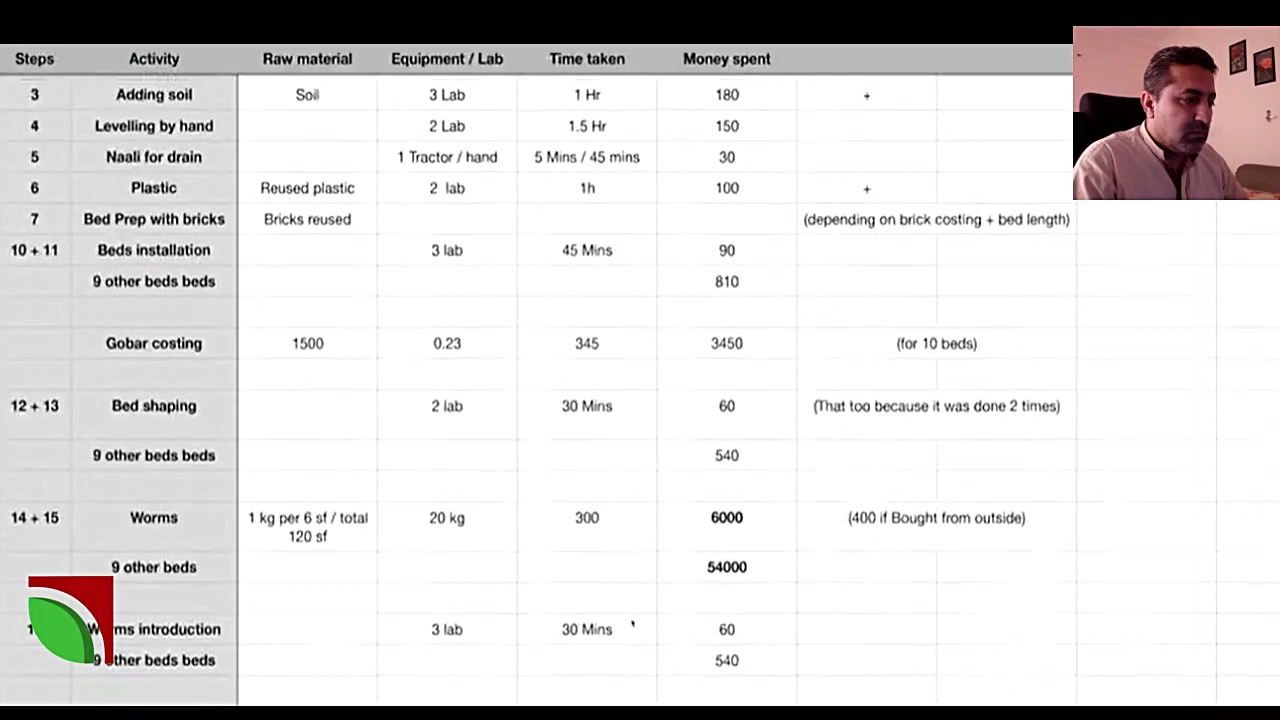 Steps Activity Raw material Equipment / Lab Time taken Money spent
3 Adding soil Soil 3 Lab 1 Hr 180 +
4 Levelling by hand 2 Lab 1.5 Hr 150
5 Naali for drain 1 Tractor / hand 5 Mins / 45 mins 30
6 Plastic Reused plastic 2 lab 1h 100 +
7 Bed Prep with bricks Bricks reused (depending on brick costing + bed length)
10 + 11 Beds installation 3 lab 45 Mins 90
9 other beds beds 810
Gobar costing 1500 0.23 345 3450 (for 10 beds)
12 + 13 Bed shaping 2 lab 30 Mins 60 (That too because it was done 2 times)
9 other beds beds 540
14 + 15 Worms 1 kg per 6 sf / total 20 kg 300 6000 (400 if Bought from outside)
120 sf
9 other beds 54000
introduction 3 lab 30 Mins 60
other beds beds 540